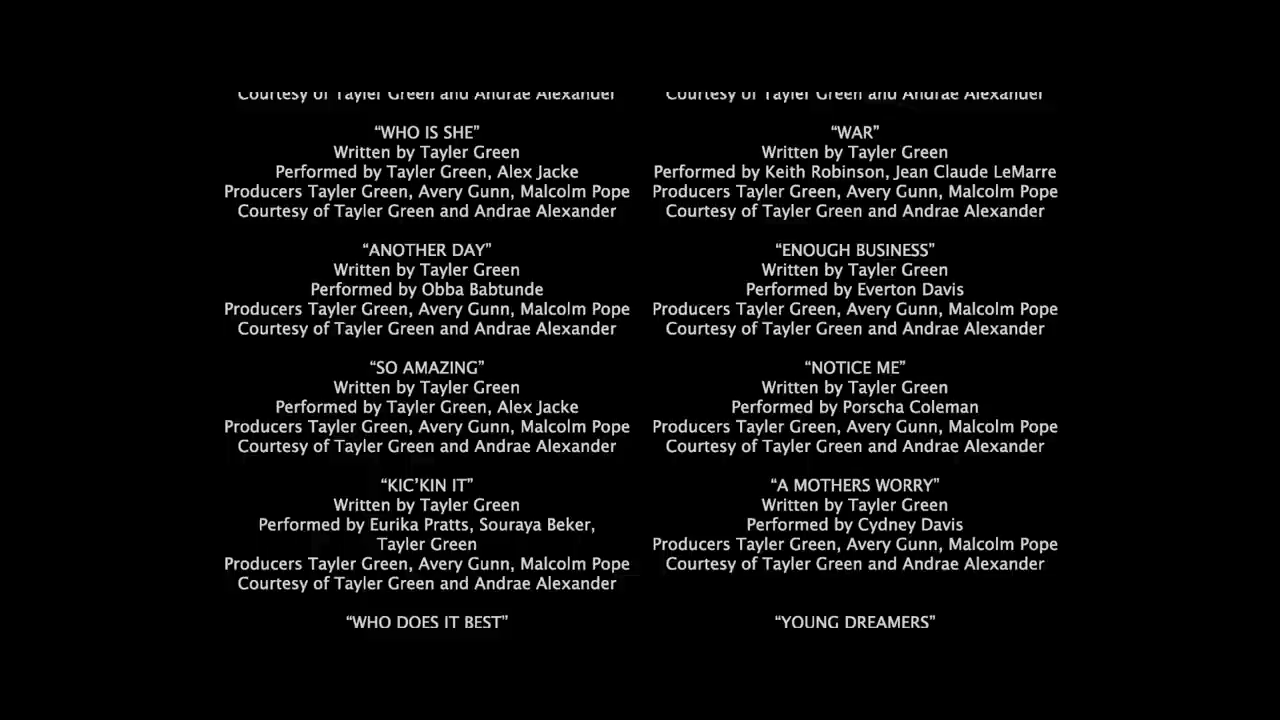 Courtesy of Tayler Green and Andrae Alexander
"WHO IS SHE"
Written by Tayler Green
Performed by Tayler Green, Alex Jacke
Producers Tayler Green, Avery Gunn, Malcolm Pope
Courtesy of Tayler Green and Andrae Alexander
"ANOTHER DAY"
Written by Tayler Green
Performed by Obba Babtunde
Producers Tayler Green, Avery Gunn, Malcolm Pope
Courtesy of Tayler Green and Andrae Alexander
"SO AMAZING"
Written by Tayler Green
Performed by Tayler Green, Alex Jacke
Producers Tayler Green, Avery Gunn, Malcolm Pope
Courtesy of Tayler Green and Andrae Alexander
"KIC'KIN IT"
Written by Tayler Green
Performed by Eurika Pratts, Souraya Beker,
Tayler Green
Producers Tayler Green, Avery Gunn, Malcolm Pope
Courtesy of Tayler Green and Andrae Alexander
"WHO DOES IT BEST"
Courtesy of Tayler Green and Andrae Alexander
"WAR"
Written by Tayler Green
Performed by Keith Robinson, Jean Claude LeMarre
Producers Tayler Green, Avery Gunn, Malcolm Pope
Courtesy of Tayler Green and Andrae Alexander
"ENOUGH BUSINESS"
Written by Tayler Green
Performed by Everton Davis
Producers Tayler Green, Avery Gunn, Malcolm Pope
Courtesy of Tayler Green and Andrae Alexander
"NOTICE ME"
Written by Tayler Green
Performed by Porscha Coleman
Producers Tayler Green, Avery Gunn, Malcolm Pope
Courtesy of Tayler Green and Andrae Alexander
"A MOTHERS WORRY"
Written by Tayler Green
Performed by Cydney Davis
Producers Tayler Green, Avery Gunn, Malcolm Pope
Courtesy of Tayler Green and Andrae Alexander
"YOUNG DREAMERS"